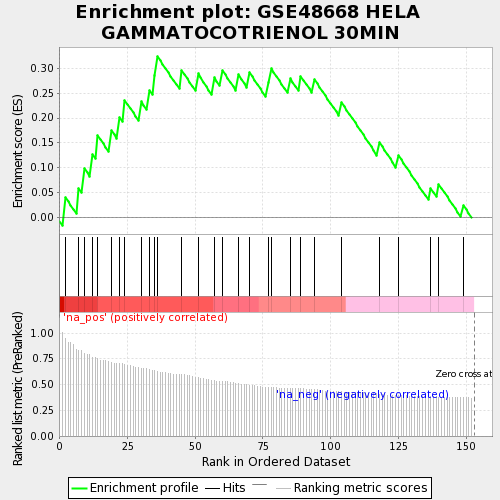 Enrichment plot: GSE48668 HELA
GAMMATOCOTRIENOL 30MIN
Enrichment score (ES)
0.30
0.25
0.20
0.15
0.10
0.05
0.00
'na_pos' (positively correlated)
Ranked list metric (PreRanked)
1.00
0.75
0.50
0.25
0.00
Zero cross at
'na_neg' (negatively correlated)
0 25 50 75 100 125 150
Rank in Ordered Dataset
Enrichment profile Hits Ranking metric scores